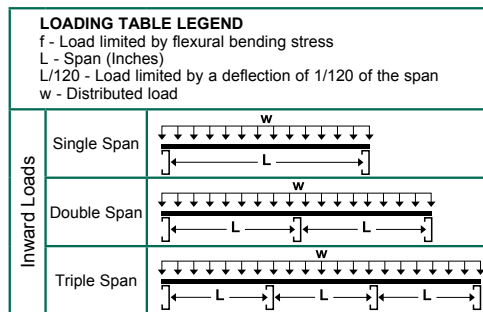 LOADING TABLE LEGEND
f - Load limited by flexural bending stress
L - Span (Inches)
L/120 - Load limited by a deflection of 1/120 of the span
w - Distributed load
Inward Loads
Single Span
w
L
Double Span
w
L L
Triple Span
w
L L L